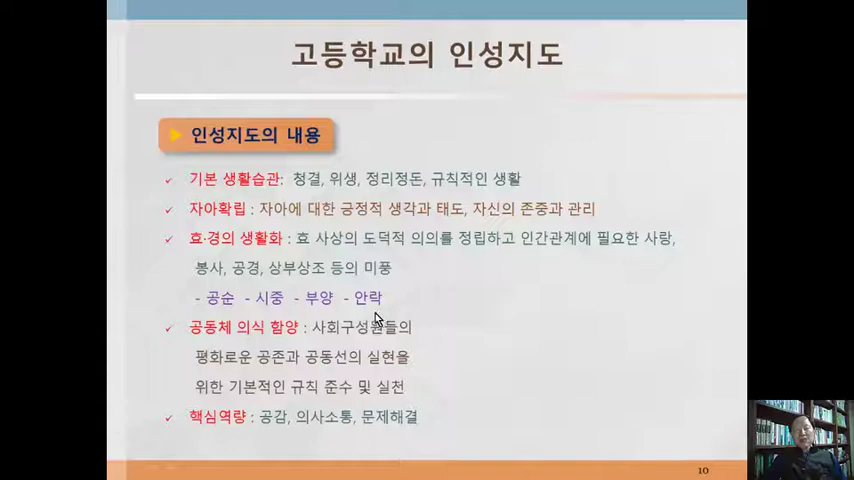 고등학교의 인성지도
인성지도의 내용
기본 생활습관: 청결, 위생, 정리정돈, 규칙적인 생활
자아확립 : 자아에 대한 긍정적 생각과 태도, 자신의 존중과 관리
효·경의 생활화 : 효 사상의 도덕적 의의를 정립하고 인간관계에 필요한 사랑,
봉사, 공경, 상부상조 등의 미풍
- 공순 - 시중 - 부양 - 안락
공동체 의식 함양 : 사회구성원들의
평화로운 공존과 공동선의 실현을
위한 기본적인 규칙 준수 및 실천
핵심역량 : 공감, 의사소통, 문제해결
10